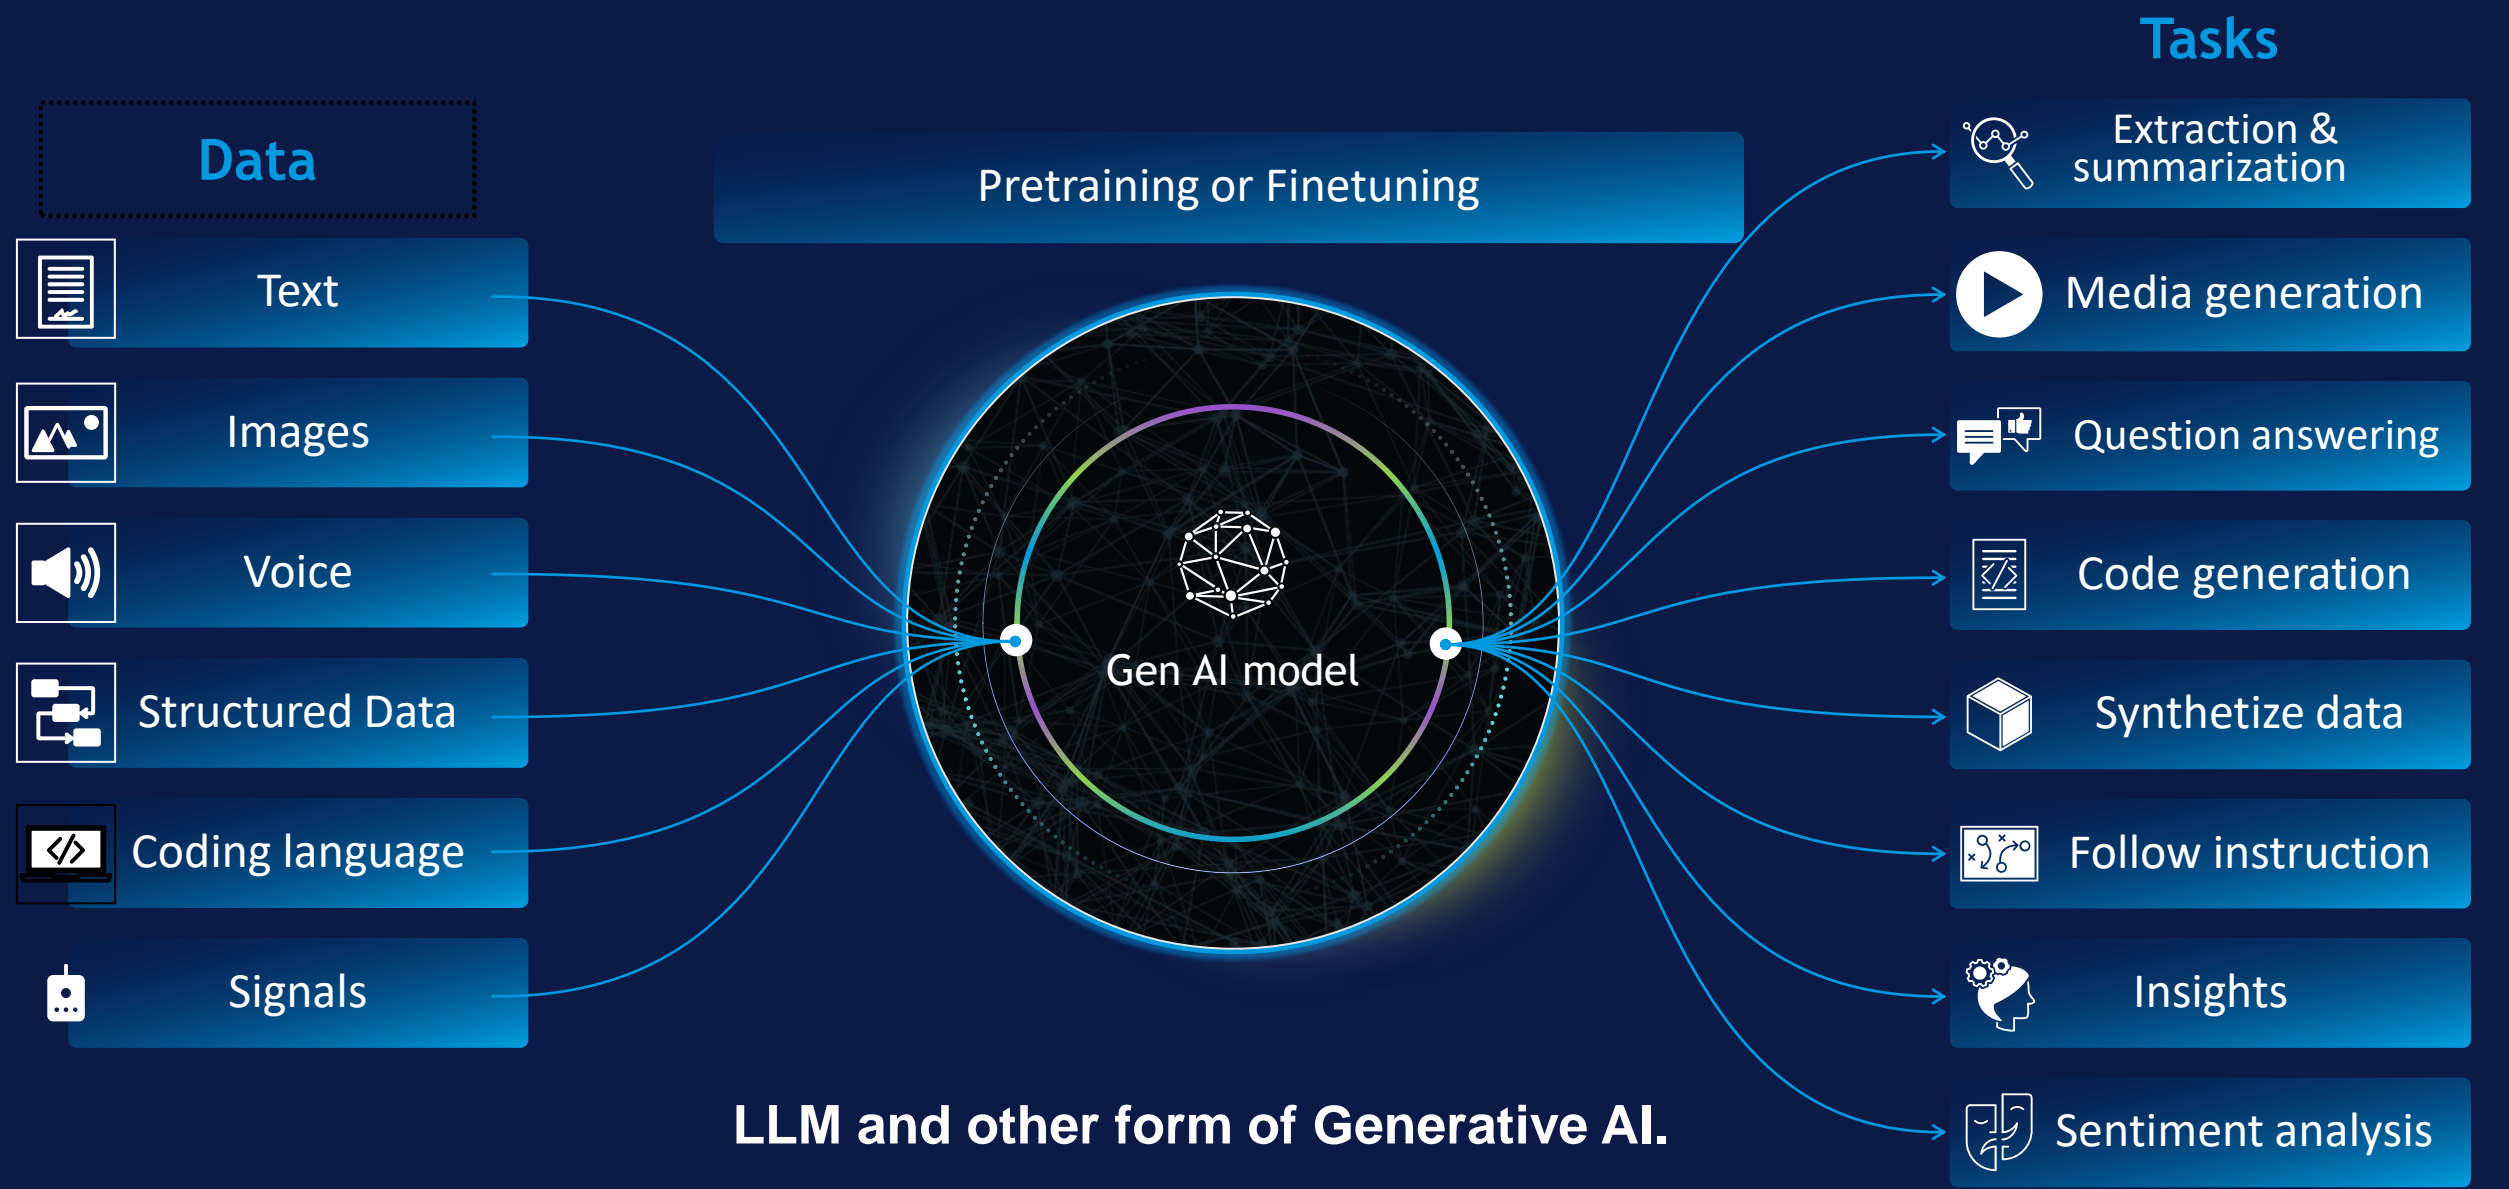 Tasks
Data
Pretraining or Finetuning
Text
Images
Voice
Structured Data
Coding language
Signals
Gen AI model
Extraction &
summarization
Media generation
Question answering
Code generation
Synthetize data
Follow instruction
Insights
Sentiment analysis
LLM and other form of Generative AI.